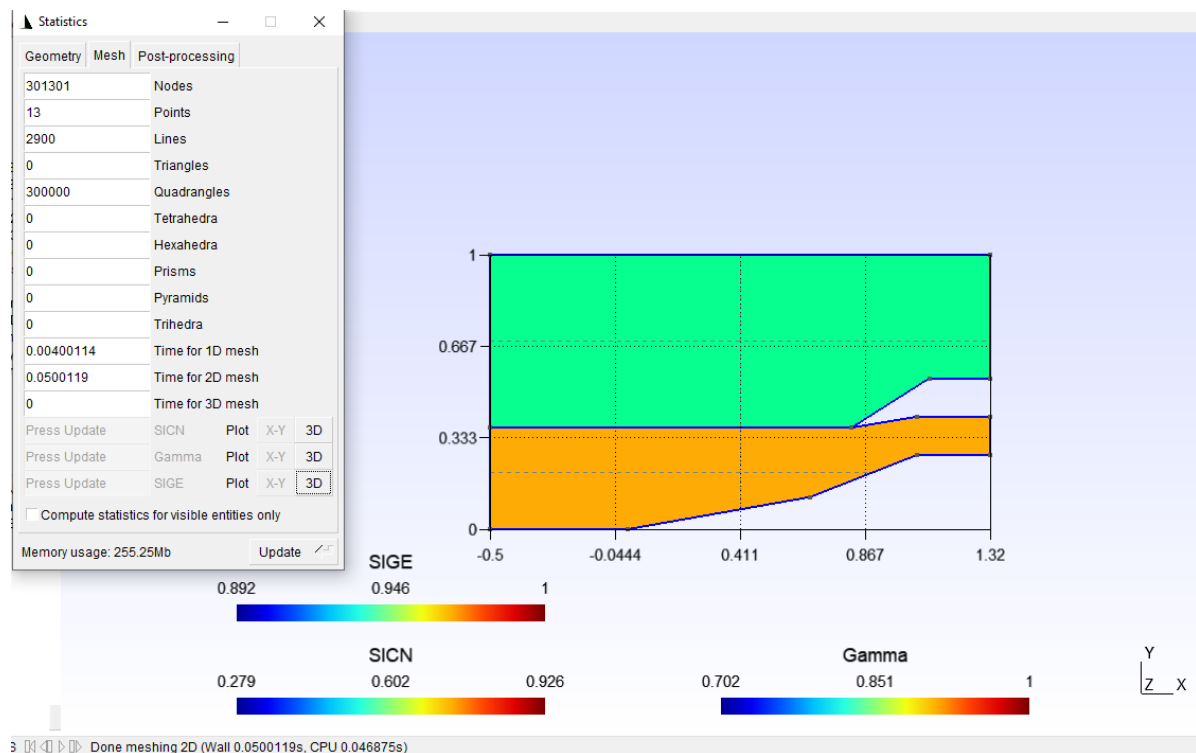 Statistics
Geometry Mesh Post-processing
301301 Nodes
13 Points
2900 Lines
0 Triangles
300000 Quadrangles
0 Tetrahedra
0 Hexahedra
0 Prisms
0 Pyramids
0 Trihedra
0.00400114 Time for 1D mesh
0.0500119 Time for 2D mesh
0 Time for 3D mesh
Press Update SICN Plot X-Y 3D
Press Update Gamma Plot X-Y 3D
Press Update SIGE Plot X-Y 3D
Compute statistics for visible entities only
Memory usage: 255.25Mb Update
1
0.667
0.333
0
-0.5 -0.0444 0.411 0.867 1.32
SIGE
0.892 0.946 1
SICN
0.279 0.602 0.926
Gamma
0.702 0.851 1
Y
Z X
S Done meshing 2D (Wall 0.0500119s, CPU 0.046875s)